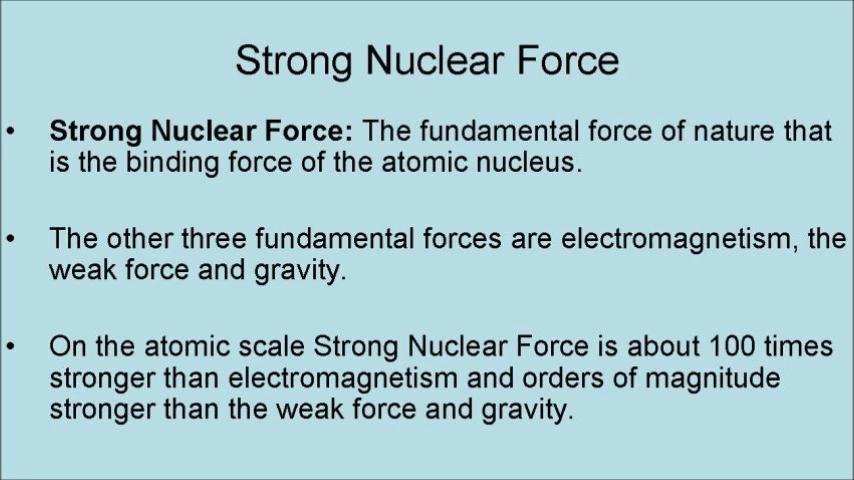 Strong Nuclear Force
• Strong Nuclear Force: The fundamental force of nature that
is the binding force of the atomic nucleus.
• The other three fundamental forces are electromagnetism, the
weak force and gravity.
• On the atomic scale Strong Nuclear Force is about 100 times
stronger than electromagnetism and orders of magnitude
stronger than the weak force and gravity.